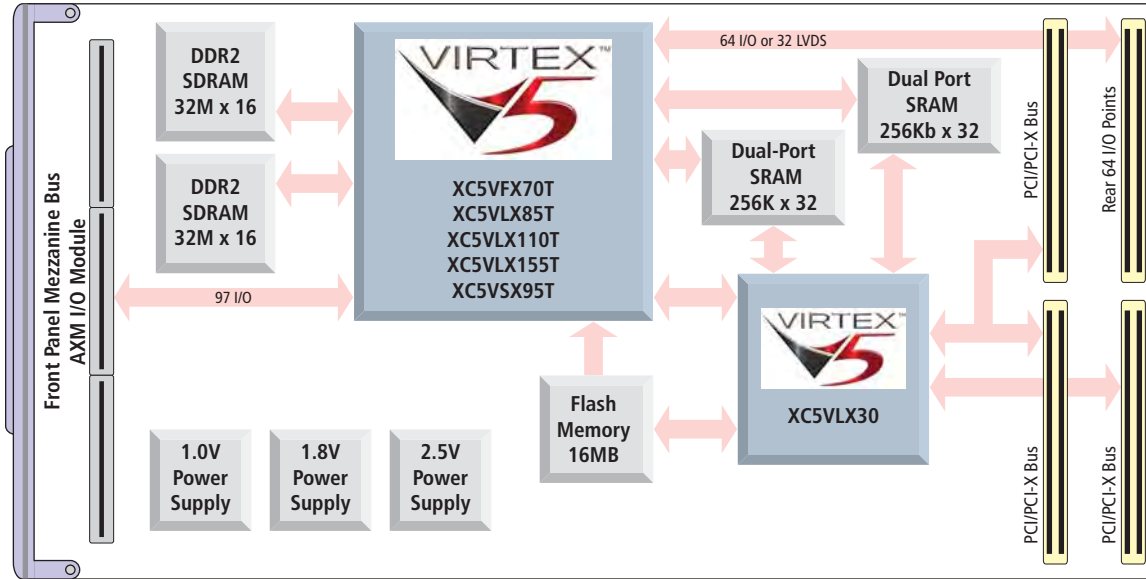 DDR2
SDRAM
32M x 16
DDR2
SDRAM
32M x 16
Front Panel Mezzanine Bus
AXM I/O Module
97 I/O
VIRTEX™
5
XC5VFX70T
XC5VLX85T
XC5VLX110T
XC5VLX155T
XC5VSX95T
64 I/O or 32 LVDS
Dual Port
SRAM
256Kb x 32
Dual-Port
SRAM
256K x 32
PCI/PCI-X Bus
Rear 64 I/O Points
VIRTEX™
5
XC5VLX30
Flash
Memory
16MB
1.0V
Power
Supply
1.8V
Power
Supply
2.5V
Power
Supply
PCI/PCI-X Bus
PCI/PCI-X Bus